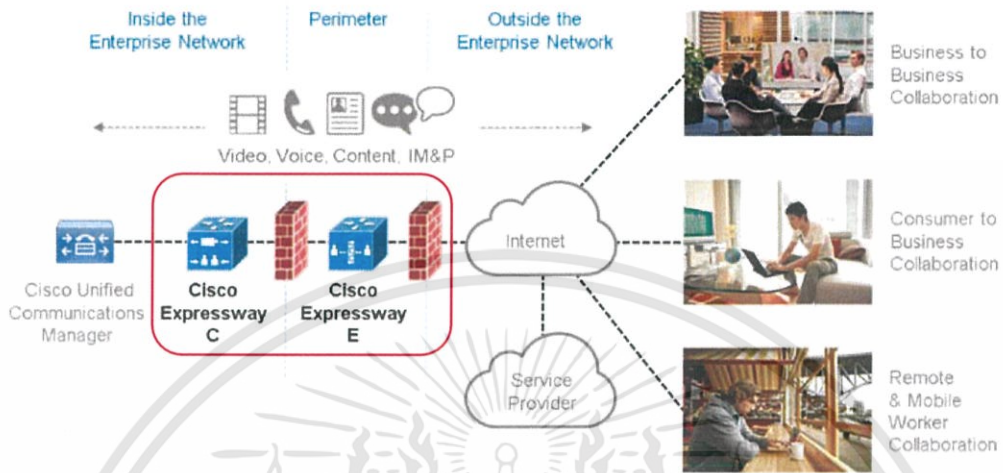 Inside the
Enterprise Network
Perimeter
Outside the
Enterprise Network
Video, Voice, Content, IM&P
Cisco Unified
Communications
Manager
Cisco
Expressway
C
Cisco
Expressway
E
Internet
Service
Provider
Business to
Business
Collaboration
Consumer to
Business
Collaboration
Remote
& Mobile
Worker
Collaboration